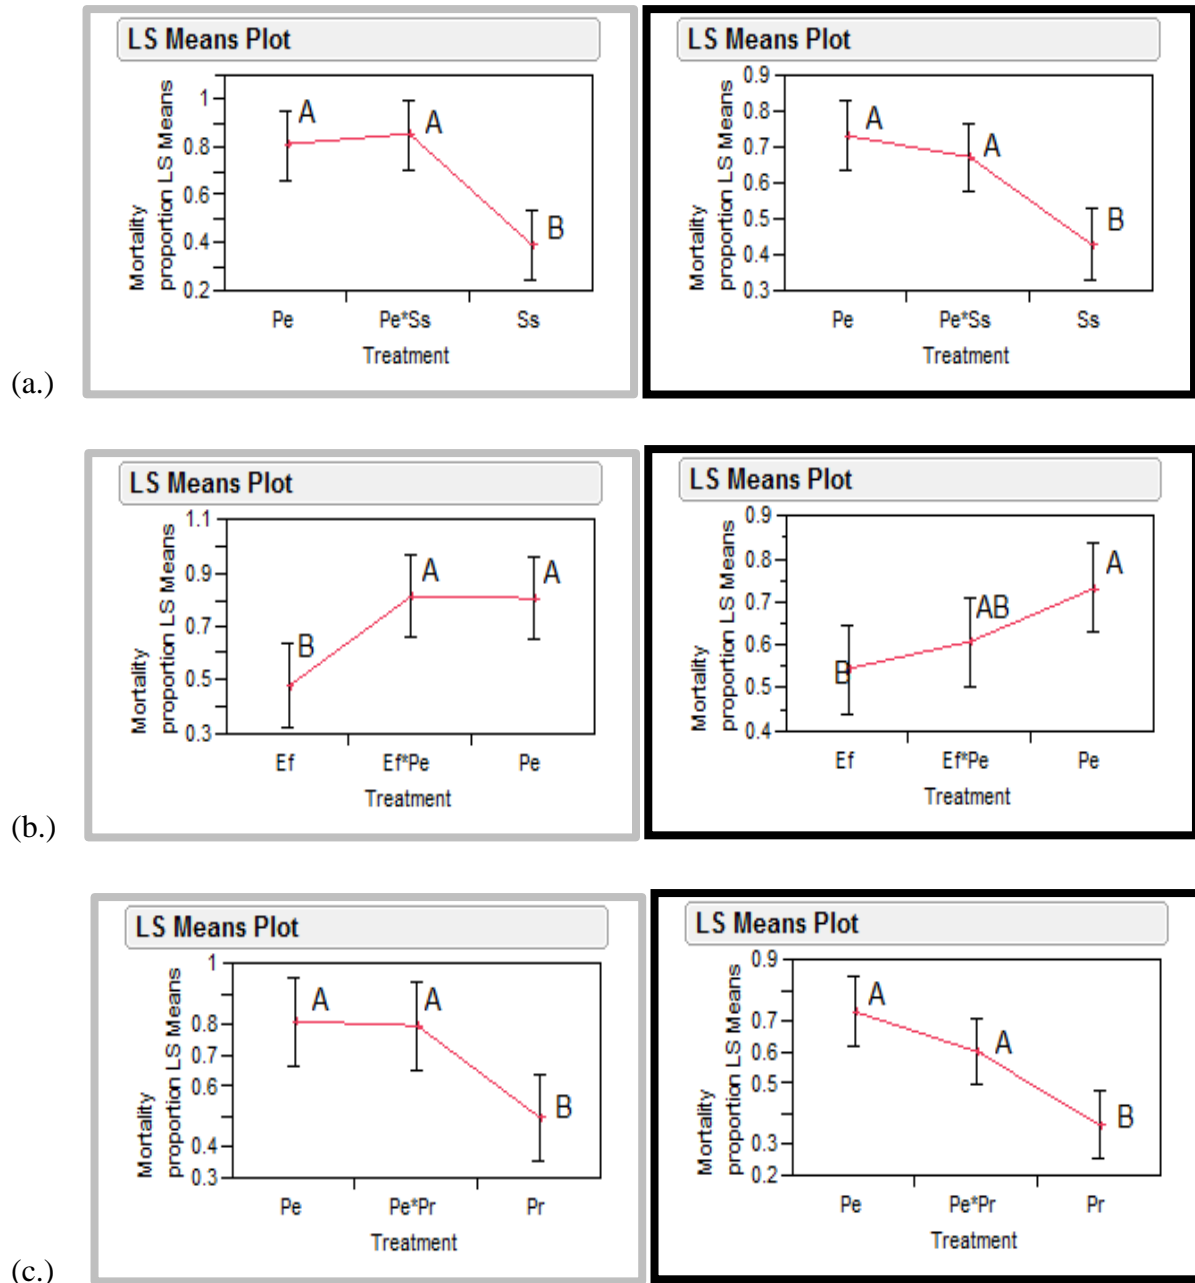 LS Means Plot
Mortality
proportion LS Means
1
0.8
0.6
0.4
0.2
A
A
B
Pe
Pe*Ss
Ss
Treatment
LS Means Plot
Mortality
proportion LS Means
0.9
0.8
0.7
0.6
0.5
0.4
0.3
A
A
B
Pe
Pe*Ss
Ss
Treatment
(a.)
LS Means Plot
Mortality
proportion LS Means
1.1
0.9
0.7
0.5
0.3
B
A
A
Ef
Ef*Pe
Pe
Treatment
LS Means Plot
Mortality
proportion LS Means
0.9
0.8
0.7
0.6
0.5
0.4
B
AB
A
Ef
Ef*Pe
Pe
Treatment
(b.)
LS Means Plot
Mortality
proportion LS Means
1
0.8
0.7
0.6
0.4
0.3
A
A
B
Pe
Pe*Pr
Pr
Treatment
LS Means Plot
Mortality
proportion LS Means
0.9
0.7
0.6
0.5
0.3
0.2
A
A
B
Pe
Pe*Pr
Pr
Treatment
(c.)